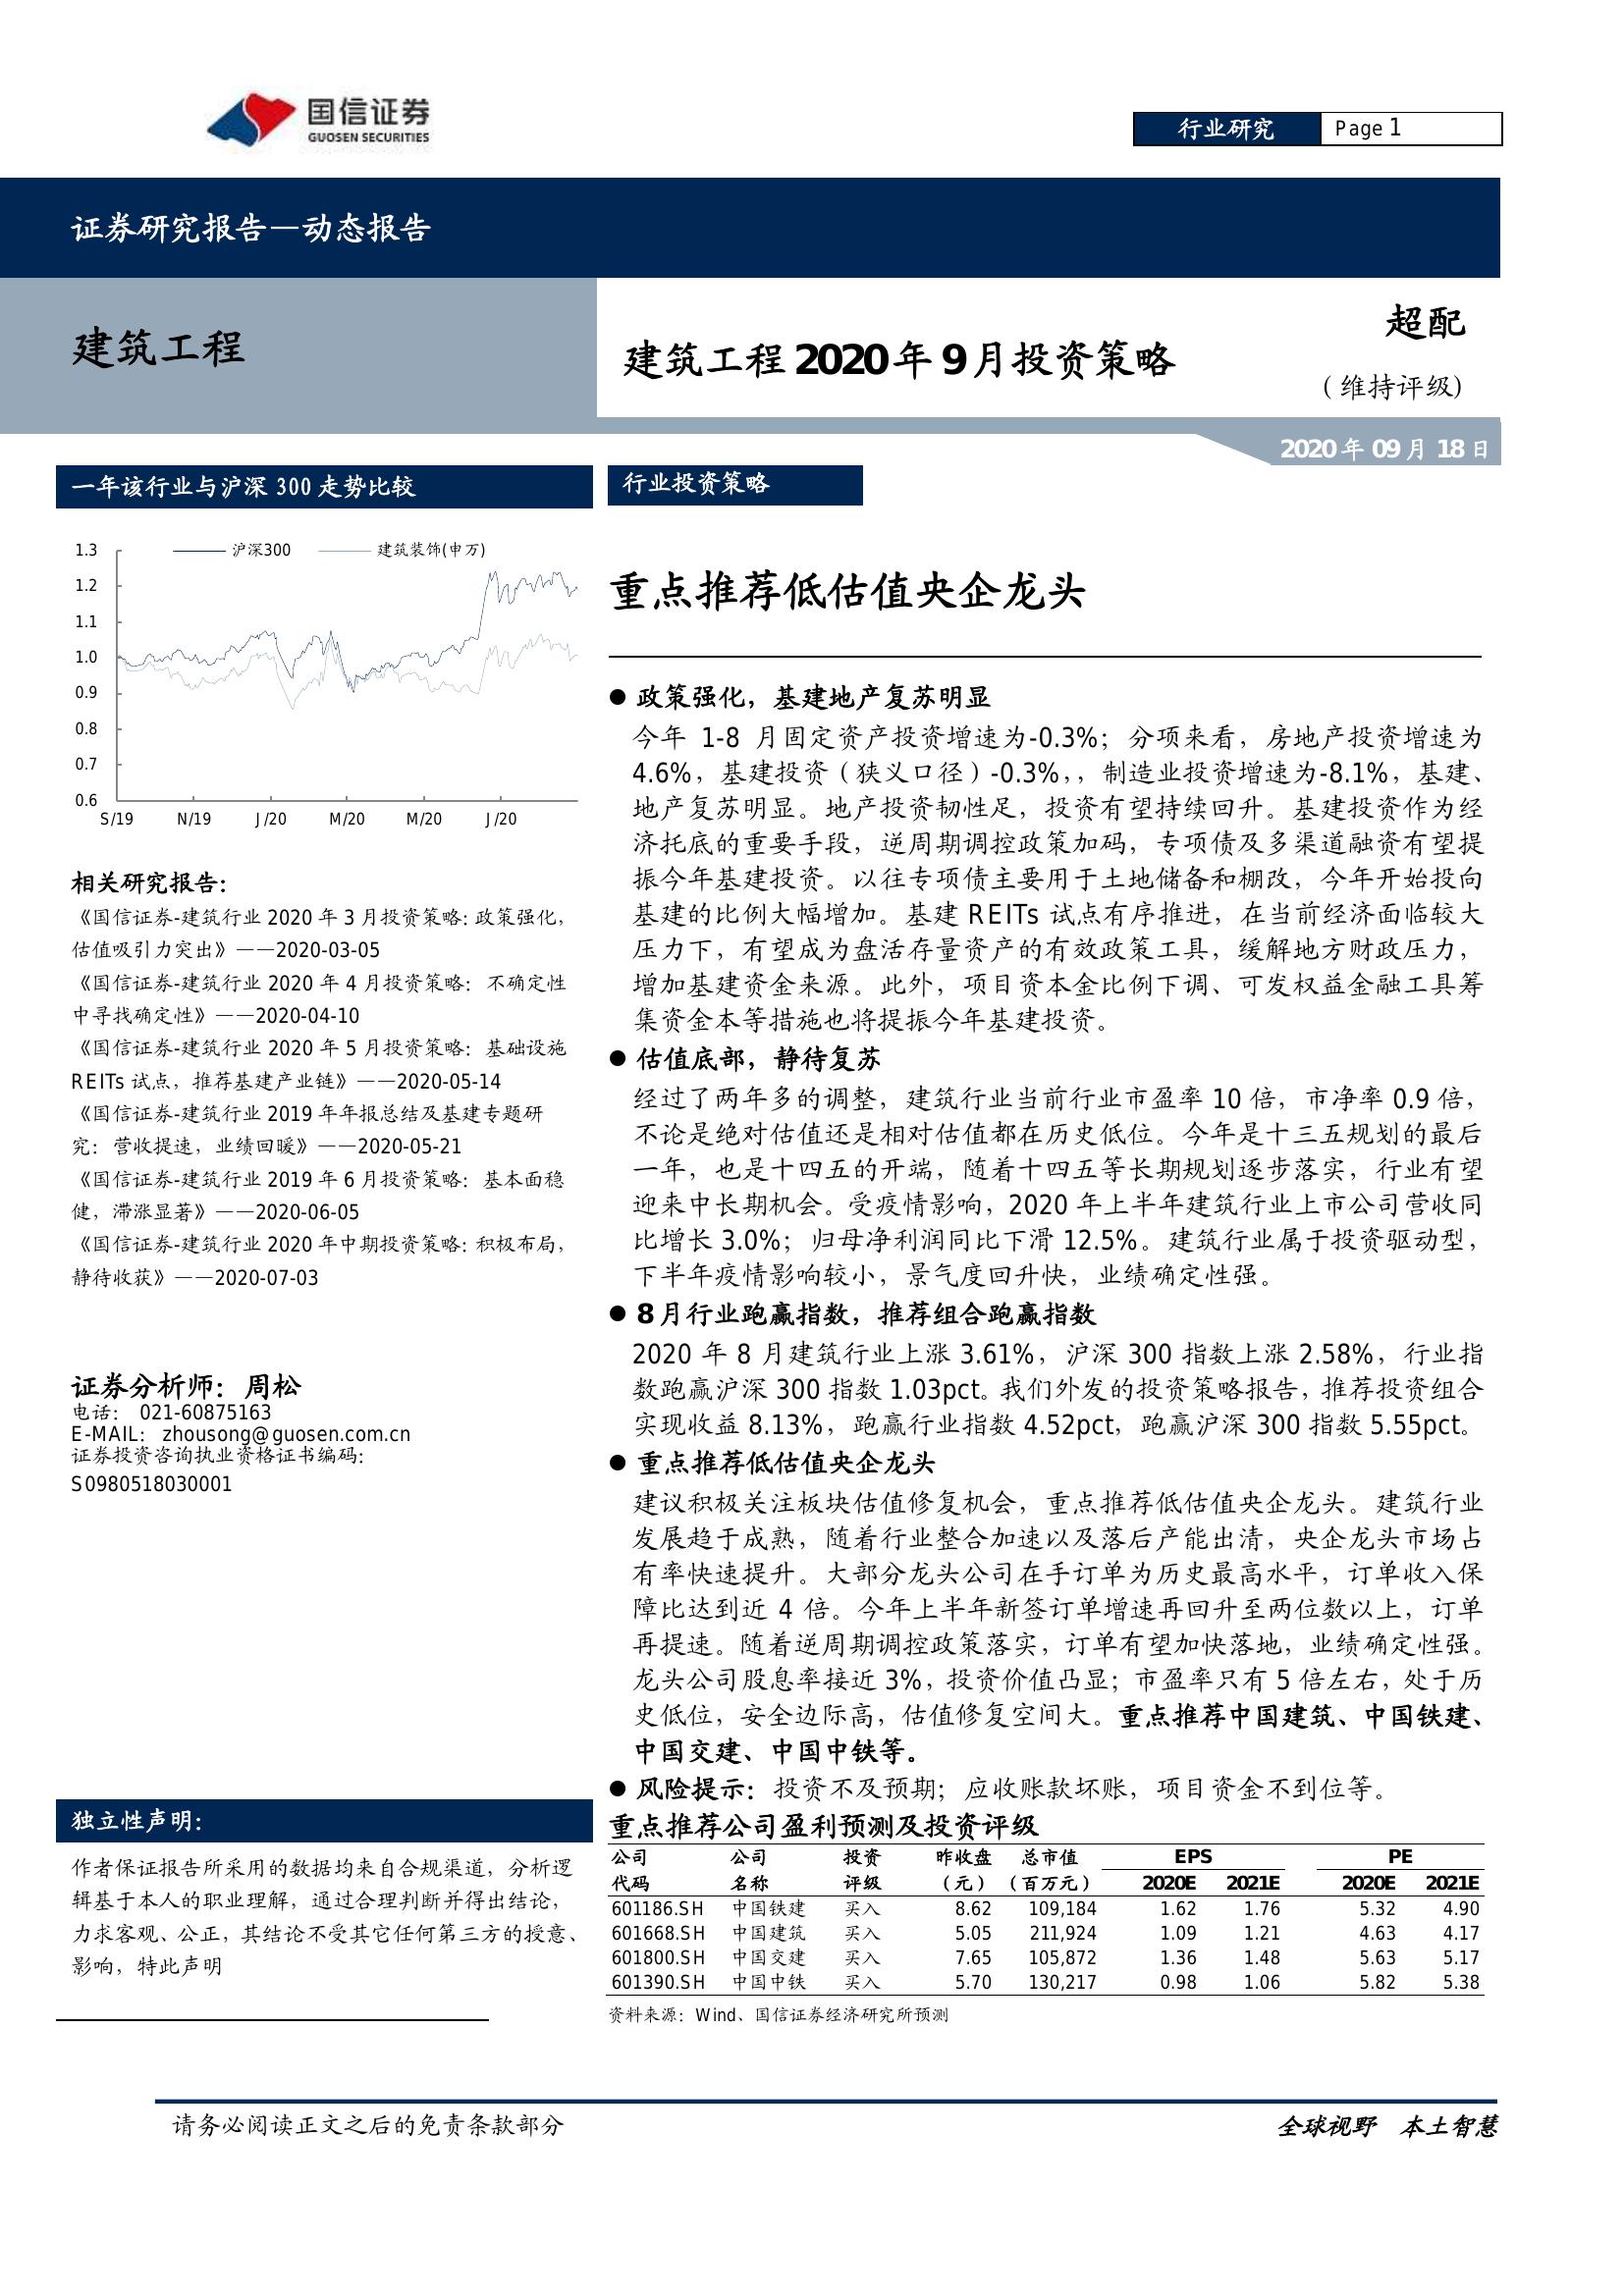 国信证券
GUOSEN SECURITIES
行业研究 Page 1
证券研究报告—动态报告
建筑工程
建筑工程 2020 年 9 月投资策略
超配
（维持评级）
2020 年 09 月 18 日
一年该行业与沪深 300 走势比较
沪深300 建筑装饰(申万)
1.3
1.2
1.1
1.0
0.9
0.8
0.7
0.6
S/19 N/19 J/20 M/20 M/20 J/20
相关研究报告：
《国信证券-建筑行业 2020 年 3 月投资策略：政策强化，
估值吸引力突出》——2020-03-05
《国信证券-建筑行业 2020 年 4 月投资策略：不确定性
中寻找确定性》——2020-04-10
《国信证券-建筑行业 2020 年 5 月投资策略：基础设施
REITs 试点，推荐基建产业链》——2020-05-14
《国信证券-建筑行业 2019 年年报总结及基建专题研
究：营收提速，业绩回暖》——2020-05-21
《国信证券-建筑行业 2019 年 6 月投资策略：基本面稳
健，滞涨显著》——2020-06-05
《国信证券-建筑行业 2020 年中期投资策略：积极布局，
静待收获》——2020-07-03
证券分析师：周松
电话： 021-60875163
E-MAIL： zhousong@guosen.com.cn
证券投资咨询执业资格证书编码：
S0980518030001
独立性声明：
作者保证报告所采用的数据均来自合规渠道，分析逻
辑基于本人的职业理解，通过合理判断并得出结论，
力求客观、公正，其结论不受其它任何第三方的授意、
影响，特此声明
行业投资策略
重点推荐低估值央企龙头
● 政策强化，基建地产复苏明显
今年 1-8 月固定资产投资增速为-0.3%；分项来看，房地产投资增速为
4.6%，基建投资（狭义口径）-0.3%,，制造业投资增速为-8.1%，基建、
地产复苏明显。地产投资韧性足，投资有望持续回升。基建投资作为经
济托底的重要手段，逆周期调控政策加码，专项债及多渠道融资有望提
振今年基建投资。以往专项债主要用于土地储备和棚改，今年开始投向
基建的比例大幅增加。基建 REITs 试点有序推进，在当前经济面临较大
压力下，有望成为盘活存量资产的有效政策工具，缓解地方财政压力，
增加基建资金来源。此外，项目资本金比例下调、可发权益金融工具筹
集资金本等措施也将提振今年基建投资。
● 估值底部，静待复苏
经过了两年多的调整，建筑行业当前行业市盈率 10 倍，市净率 0.9 倍，
不论是绝对估值还是相对估值都在历史低位。今年是十三五规划的最后
一年，也是十四五的开端，随着十四五等长期规划逐步落实，行业有望
迎来中长期机会。受疫情影响，2020 年上半年建筑行业上市公司营收同
比增长 3.0%；归母净利润同比下滑 12.5%。建筑行业属于投资驱动型，
下半年疫情影响较小，景气度回升快，业绩确定性强。
● 8 月行业跑赢指数，推荐组合跑赢指数
2020 年 8 月建筑行业上涨 3.61%，沪深 300 指数上涨 2.58%，行业指
数跑赢沪深 300 指数 1.03pct。我们外发的投资策略报告，推荐投资组合
实现收益 8.13%，跑赢行业指数 4.52pct，跑赢沪深 300 指数 5.55pct。
● 重点推荐低估值央企龙头
建议积极关注板块估值修复机会，重点推荐低估值央企龙头。建筑行业
发展趋于成熟，随着行业整合加速以及落后产能出清，央企龙头市场占
有率快速提升。大部分龙头公司在手订单为历史最高水平，订单收入保
障比达到近 4 倍。今年上半年新签订单增速再回升至两位数以上，订单
再提速。随着逆周期调控政策落实，订单有望加快落地，业绩确定性强。
龙头公司股息率接近 3%，投资价值凸显；市盈率只有 5 倍左右，处于历
史低位，安全边际高，估值修复空间大。重点推荐中国建筑、中国铁建、
中国交建、中国中铁等。
● 风险提示：投资不及预期；应收账款坏账，项目资金不到位等。
重点推荐公司盈利预测及投资评级
公司 公司 投资 昨收盘 总市值 EPS PE
代码 名称 评级 （元） （百万元） 2020E 2021E 2020E 2021E
601186.SH 中国铁建 买入 8.62 109,184 1.62 1.76 5.32 4.90
601668.SH 中国建筑 买入 5.05 211,924 1.09 1.21 4.63 4.17
601800.SH 中国交建 买入 7.65 105,872 1.36 1.48 5.63 5.17
601390.SH 中国中铁 买入 5.70 130,217 0.98 1.06 5.82 5.38
资料来源：Wind、国信证券经济研究所预测
请务必阅读正文之后的免责条款部分
全球视野 本土智慧